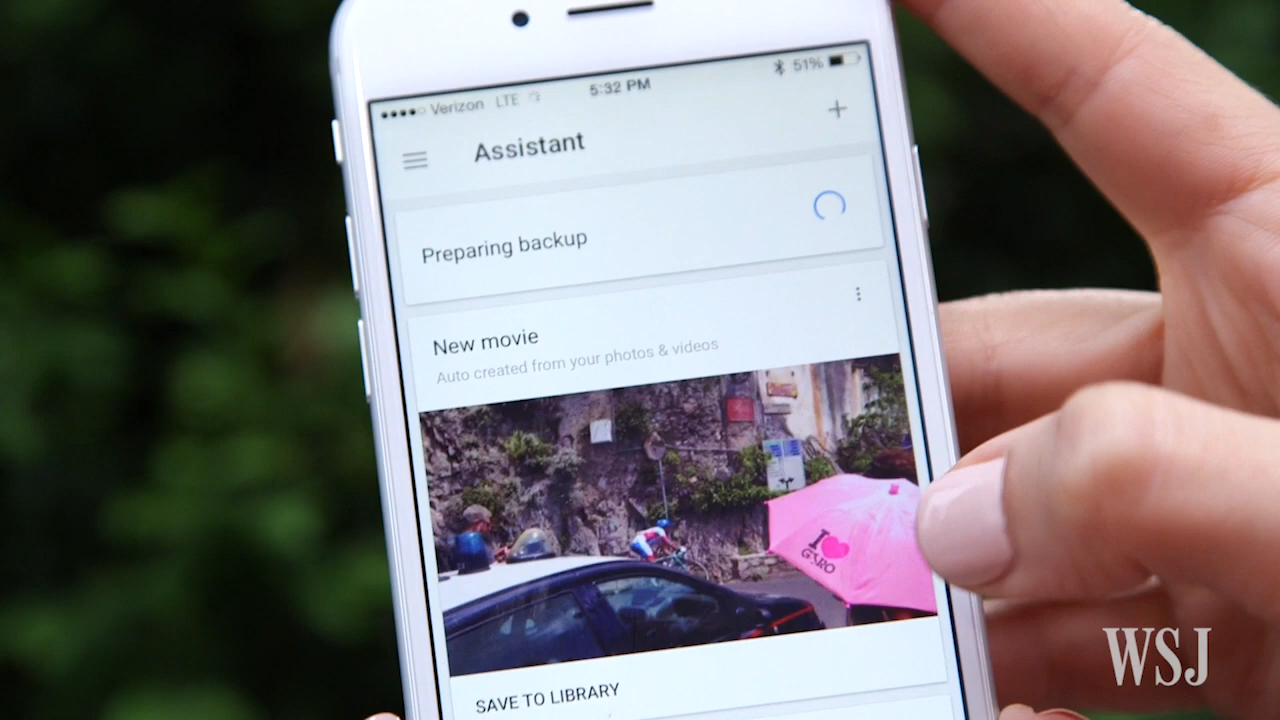 Verizon LTE 5:32 PM 51%
Assistant
Preparing backup
New movie
Auto created from your photos & videos
I
GIRO
SAVE TO LIBRARY
WSJ